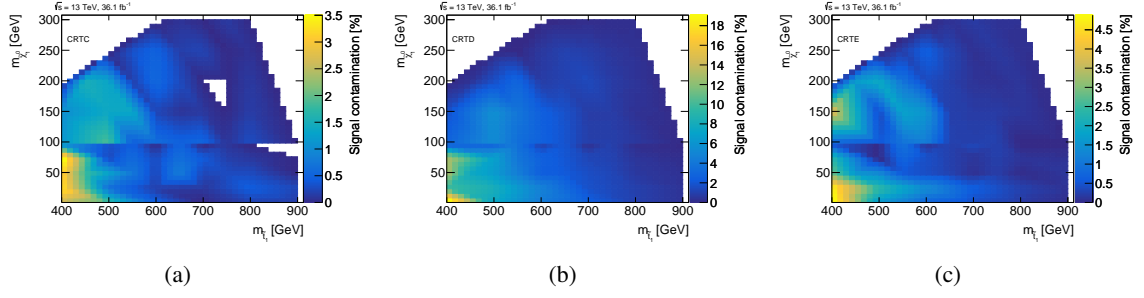 √s = 13 TeV, 36.1 fb⁻¹
CRTC
m_χ̃₁⁰ [GeV]
300
250
200
150
100
50
400 500 600 700 800 900
m_t̃₁ [GeV]
Signal contamination [%]
3.5
3
2.5
2
1.5
1
0.5
0
(a)
√s = 13 TeV, 36.1 fb⁻¹
CRTD
m_χ̃₁⁰ [GeV]
300
250
200
150
100
50
400 500 600 700 800 900
m_t̃₁ [GeV]
Signal contamination [%]
18
16
14
12
10
8
6
4
2
0
(b)
√s = 13 TeV, 36.1 fb⁻¹
CRTE
m_χ̃₁⁰ [GeV]
300
250
200
150
100
50
400 500 600 700 800 900
m_t̃₁ [GeV]
Signal contamination [%]
4.5
4
3.5
3
2.5
2
1.5
1
0.5
0
(c)